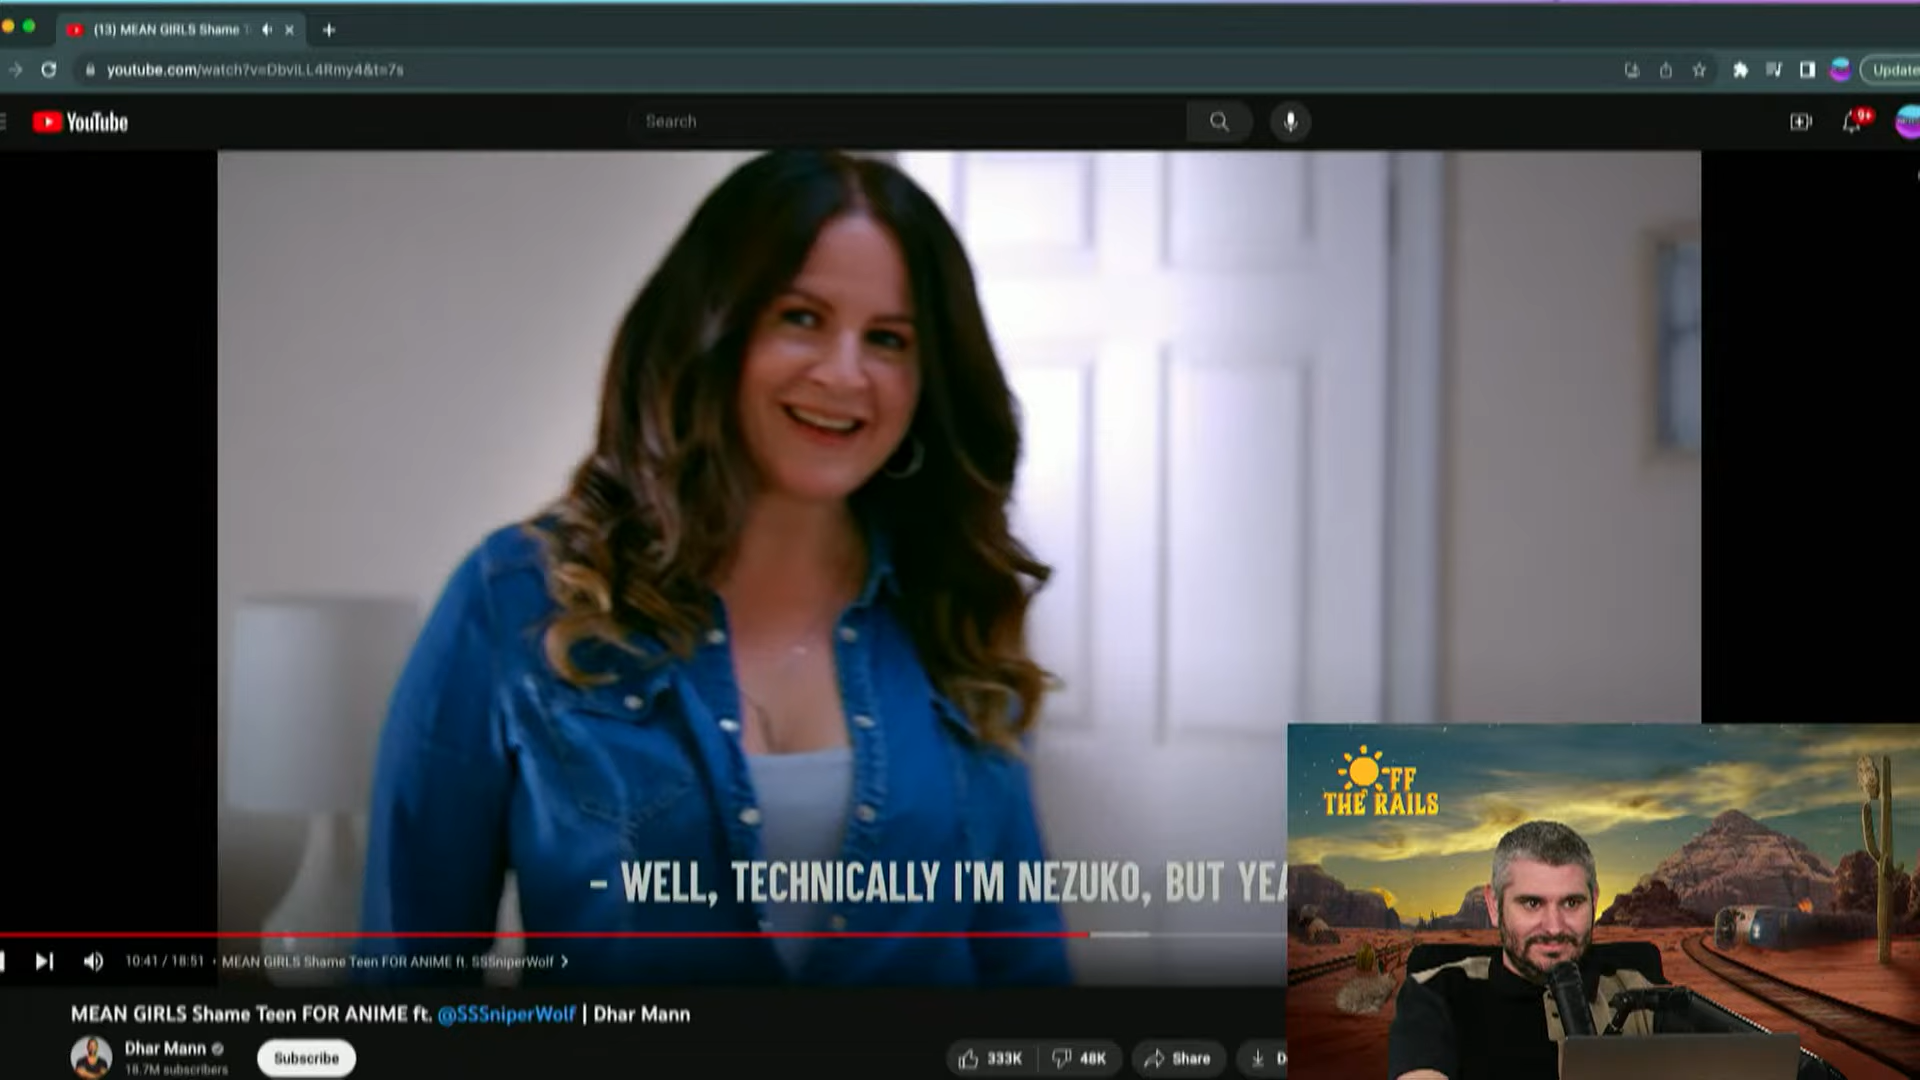 (13) MEAN GIRLS Shame T
youtube.com/watch?v=DbviLL4Rmy4&t=7s
Update
YouTube
Search
9+
- WELL, TECHNICALLY I'M NEZUKO, BUT YEA
OFF
THE RAILS
10:41 / 18:51 • MEAN GIRLS Shame Teen FOR ANIME ft. SSSniperWolf >
MEAN GIRLS Shame Teen FOR ANIME ft. @SSSniperWolf | Dhar Mann
Dhar Mann
18.7M subscribers
Subscribe
333K
48K
Share
D